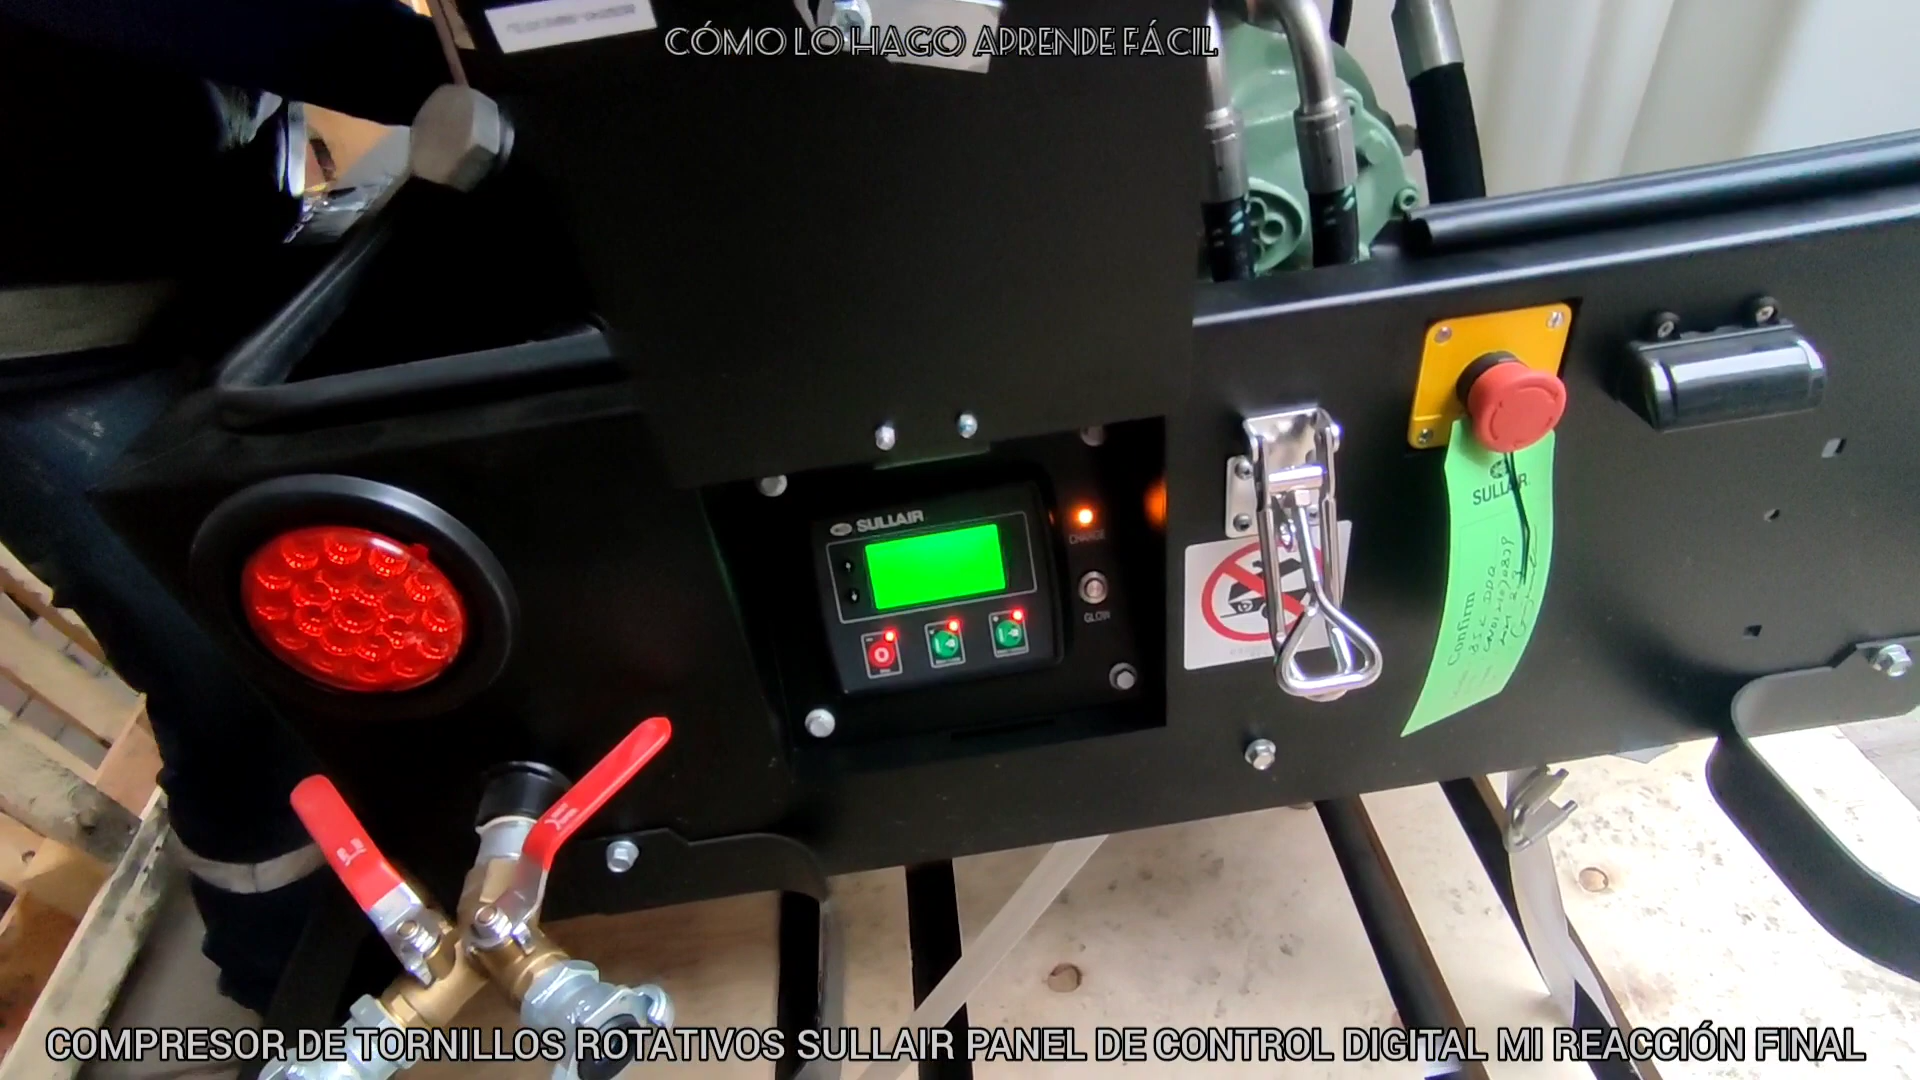 CÓMO LO HAGO APRENDE FÁCIL
SULLAIR
CHARGE
GLOW
SULLAIR
Confirm
COMPRESOR DE TORNILLOS ROTATIVOS SULLAIR PANEL DE CONTROL DIGITAL MI REACCIÓN FINAL